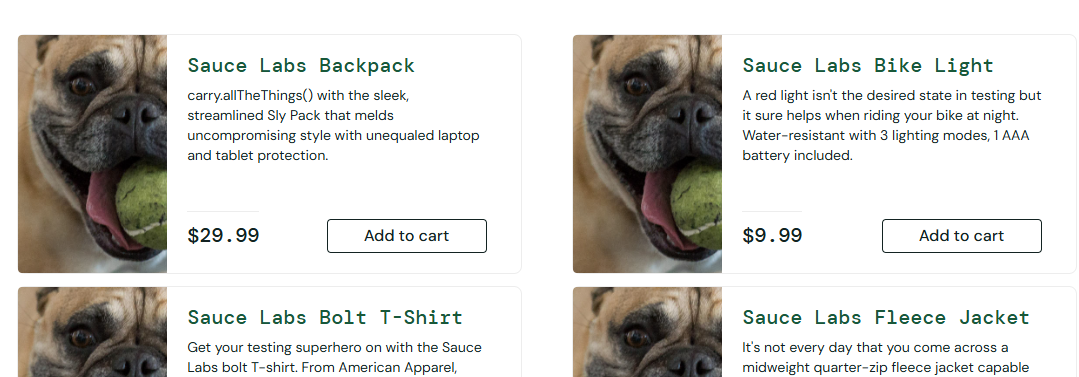 Sauce Labs Backpack
carry.allTheThings() with the sleek,
streamlined Sly Pack that melds
uncompromising style with unequaled laptop
and tablet protection.
$29.99
Add to cart
Sauce Labs Bike Light
A red light isn't the desired state in testing but
it sure helps when riding your bike at night.
Water-resistant with 3 lighting modes, 1 AAA
battery included.
$9.99
Add to cart
Sauce Labs Bolt T-Shirt
Get your testing superhero on with the Sauce
Labs bolt T-shirt. From American Apparel,
Sauce Labs Fleece Jacket
It's not every day that you come across a
midweight quarter-zip fleece jacket capable